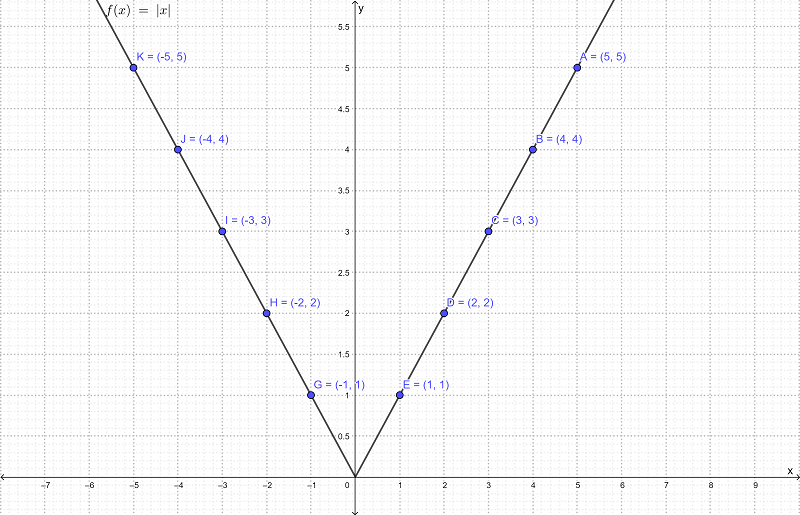 f(x) = |x|
y
5.5
K = (-5, 5)
5
A = (5, 5)
4.5
J = (-4, 4)
4
B = (4, 4)
3.5
I = (-3, 3)
3
C = (3, 3)
2.5
H = (-2, 2)
2
D = (2, 2)
1.5
G = (-1, 1)
1
E = (1, 1)
0.5
x
–7 –6 –5 –4 –3 –2 –1 0 1 2 3 4 5 6 7 8 9